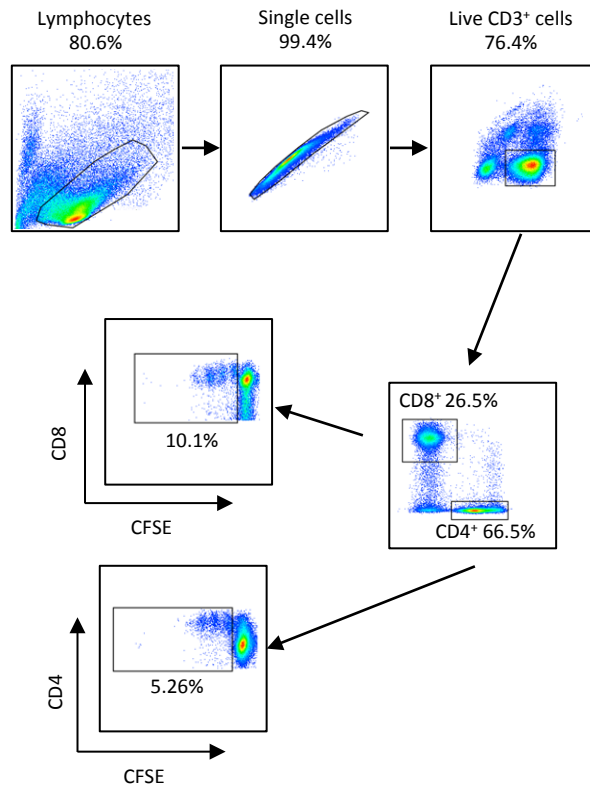 Lymphocytes
80.6%
Single cells
99.4%
Live CD3⁺ cells
76.4%
CD8
10.1%
CFSE
CD8⁺ 26.5%
CD4⁺ 66.5%
CD4
5.26%
CFSE